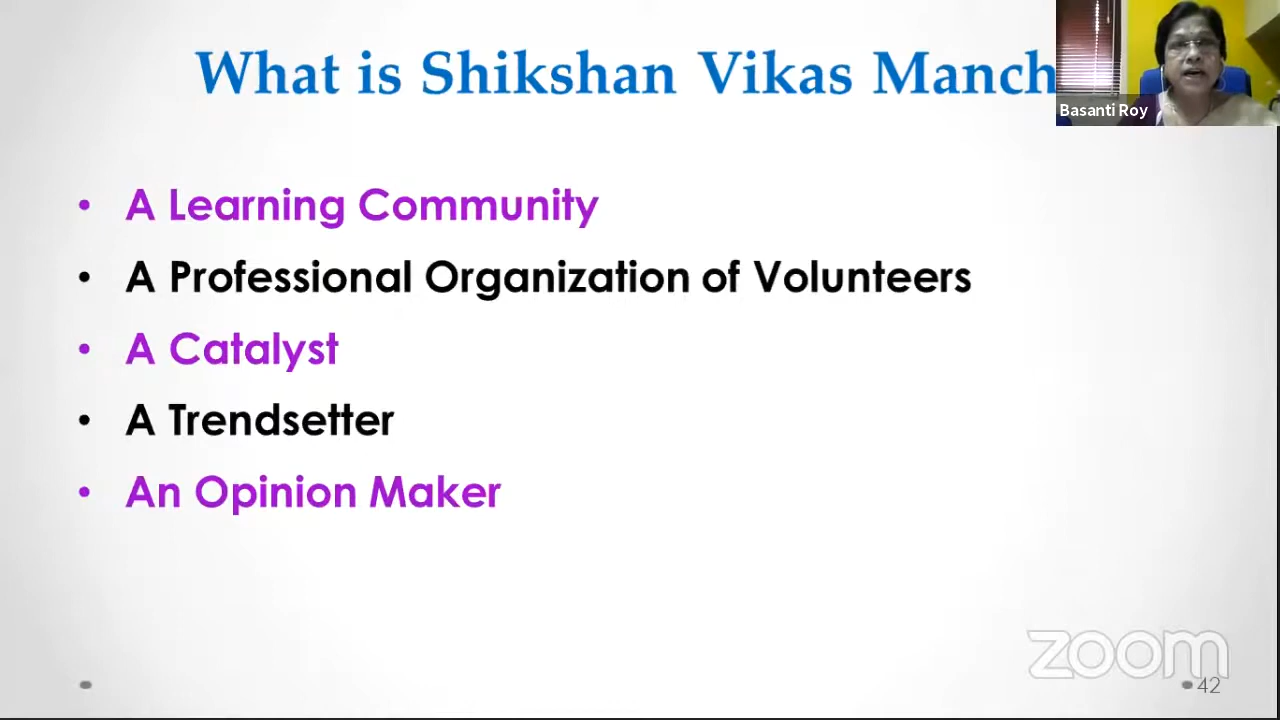 What is Shikshan Vikas Manch
Basanti Roy
• A Learning Community
• A Professional Organization of Volunteers
• A Catalyst
• A Trendsetter
• An Opinion Maker
zoom
42